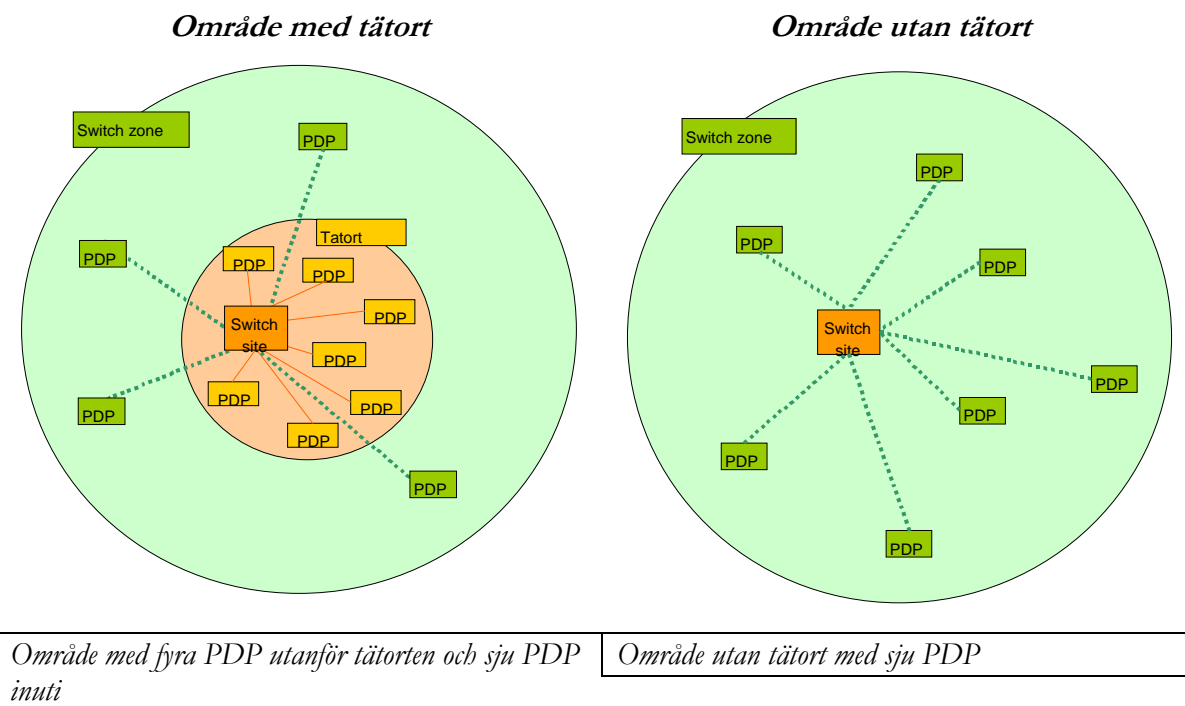 Område med tätort
Switch zone
PDP
Tatort
PDP
PDP
PDP
PDP
Switch
site
PDP
PDP
PDP
PDP
PDP
PDP
Område med fyra PDP utanför tätorten och sju PDP
inuti
Område utan tätort
Switch zone
PDP
PDP
PDP
Switch
site
PDP
PDP
PDP
PDP
Område utan tätort med sju PDP